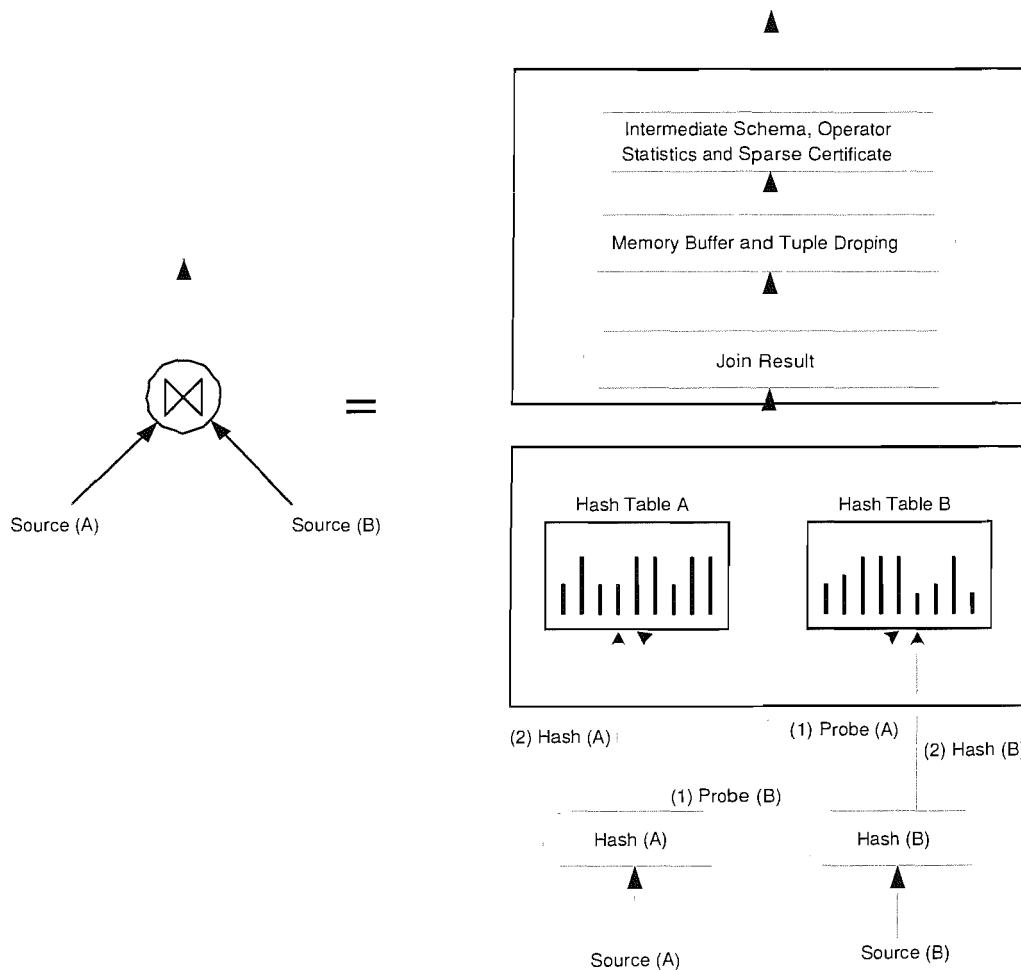 Intermediate Schema, Operator
Statistics and Sparse Certificate
Memory Buffer and Tuple Droping
Join Result
=
Source (A)
Source (B)
Hash Table A
Hash Table B
(2) Hash (A)
(1) Probe (A)
(2) Hash (B)
(1) Probe (B)
Hash (A)
Hash (B)
Source (A)
Source (B)